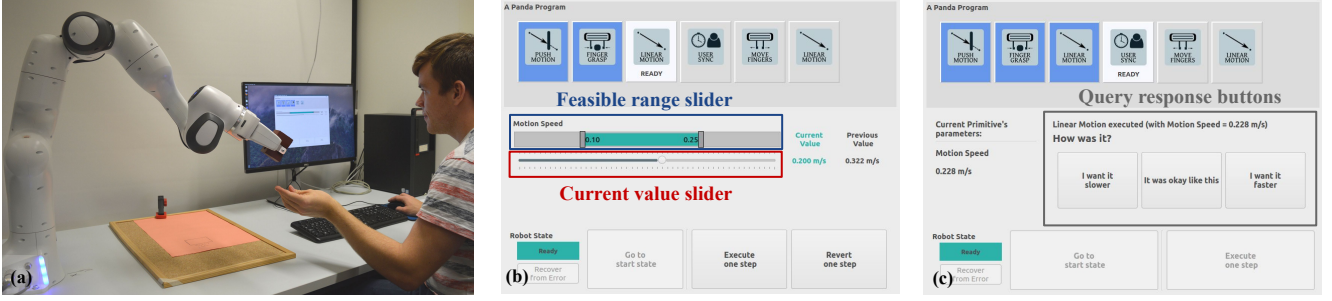 (a)
A Panda Program
PUSH MOTION
FINGER GRASP
LINEAR MOTION
READY
USER SYNC
MOVE FINGERS
LINEAR MOTION
Feasible range slider
Motion Speed
0.10
0.25
Current Value
Previous Value
0.200 m/s
0.322 m/s
Current value slider
Robot State
Ready
Recover from Error
Go to start state
Execute one step
Revert one step
(b)
A Panda Program
PUSH MOTION
FINGER GRASP
LINEAR MOTION
USER SYNC
READY
MOVE FINGERS
LINEAR MOTION
Query response buttons
Current Primitive's parameters:
Motion Speed
0.228 m/s
Linear Motion executed (with Motion Speed = 0.228 m/s)
How was it?
I want it slower
It was okay like this
I want it faster
Robot State
Ready
Recover from Error
Go to start state
Execute one step
(c)